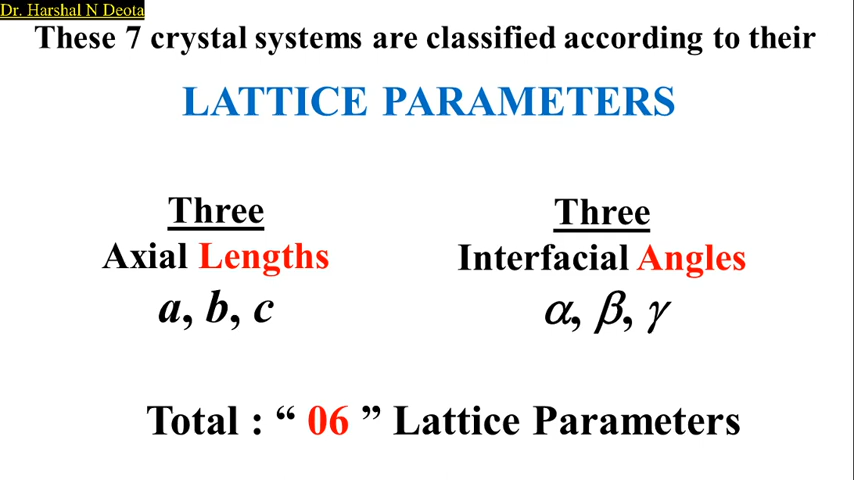 Dr. Harshal N Deota
These 7 crystal systems are classified according to their
LATTICE PARAMETERS
Three
Axial Lengths
a, b, c
Three
Interfacial Angles
α, β, γ
Total : “ 06 ” Lattice Parameters